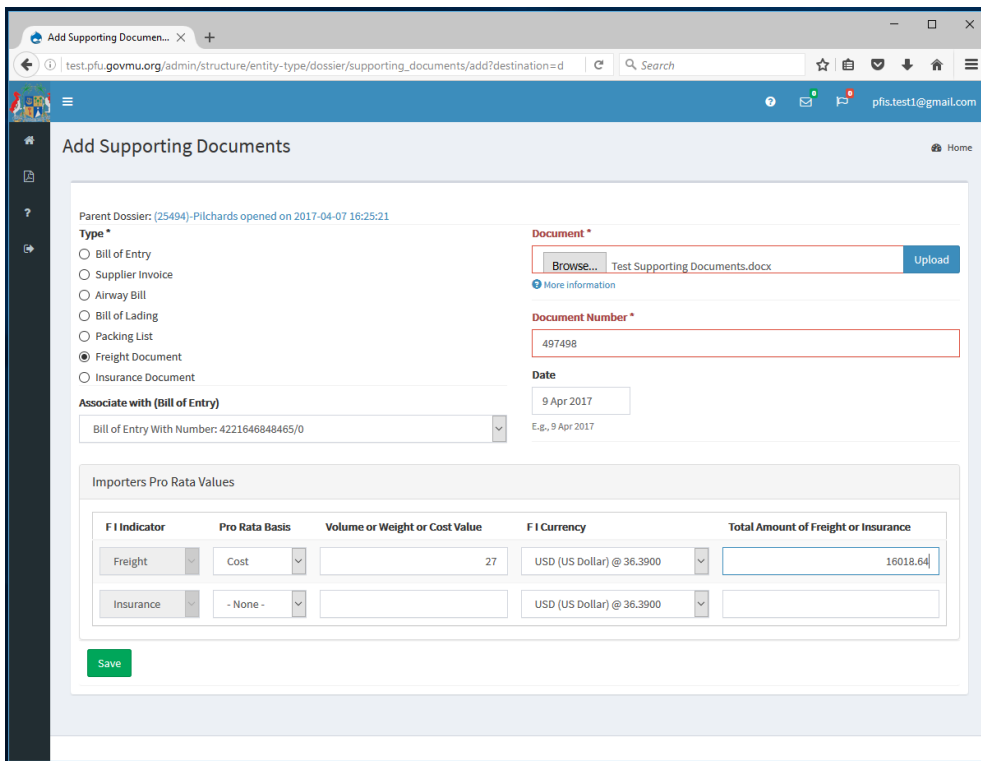 Add Supporting Documen...
test.pfu.govmu.org/admin/structure/entity-type/dossier/supporting_documents/add?destination=d
Search
0
0
pfis.test1@gmail.com
Add Supporting Documents
Home
Parent Dossier: (25494)-Pilchards opened on 2017-04-07 16:25:21
Type *
Bill of Entry
Supplier Invoice
Airway Bill
Bill of Lading
Packing List
Freight Document
Insurance Document
Associate with (Bill of Entry)
Bill of Entry With Number: 4221646848465/0
Document *
Browse... Test Supporting Documents.docx Upload
More information
Document Number *
497498
Date
9 Apr 2017
E.g., 9 Apr 2017
Importers Pro Rata Values
F I Indicator Pro Rata Basis Volume or Weight or Cost Value F I Currency Total Amount of Freight or Insurance
Freight Cost 27 USD (US Dollar) @ 36.3900 16018.64
Insurance - None - USD (US Dollar) @ 36.3900
Save